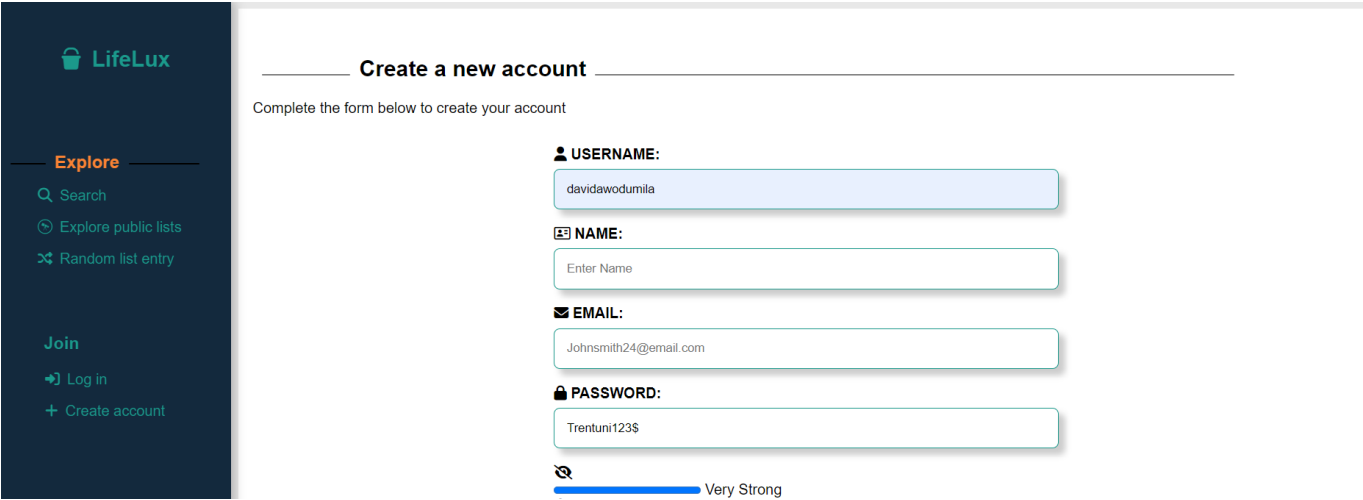 LifeLux
Explore
Search
Explore public lists
Random list entry
Join
Log in
Create account
Create a new account
Complete the form below to create your account
USERNAME:
davidawodumila
NAME:
Enter Name
EMAIL:
Johnsmith24@email.com
PASSWORD:
Trentuni123$
Very Strong